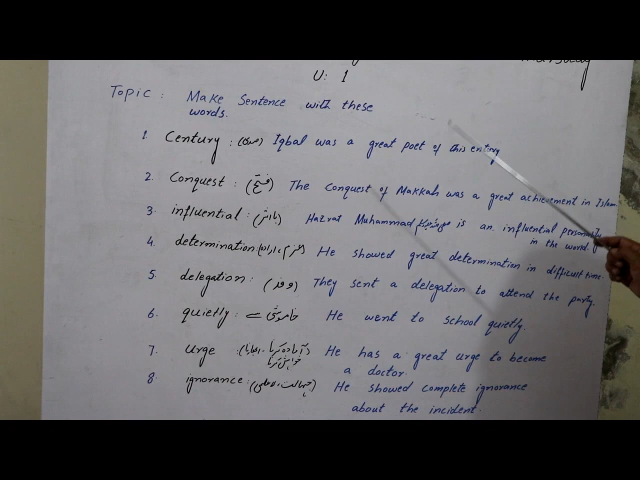 U: 1
Topic: Make Sentence with these
words.
1. Century: (صدی) Iqbal was a great poet of this
2. Conquest: (فتح) The Conquest of Makkah was a great achievement in Islam
3 influential: (بااثر) Hazrat Muhammad is an influential personality
in the world.
4. determination He showed great determination in difficult time.
5. delegation: (وفد) They sent a delegation to attend the party.
6. quietly: خاموشی سے He went to School quietly.
7. urge He has a great urge to become
a doctor.
8 ignorance: He showed complete ignorance
about the incident.